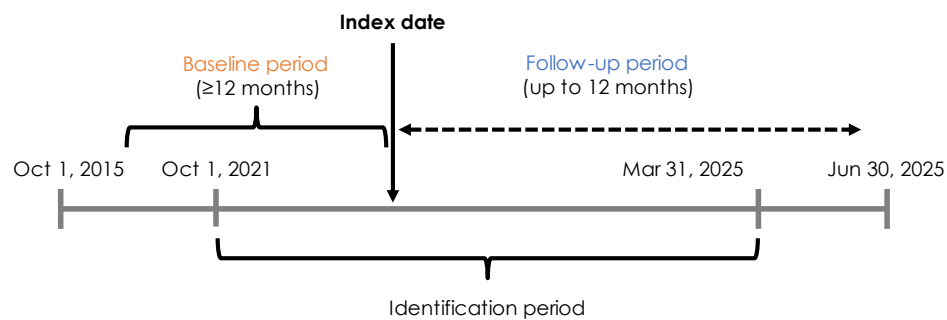 Index date
Baseline period
(≥12 months)
Follow-up period
(up to 12 months)
Oct 1, 2015
Oct 1, 2021
Mar 31, 2025
Jun 30, 2025
Identification period